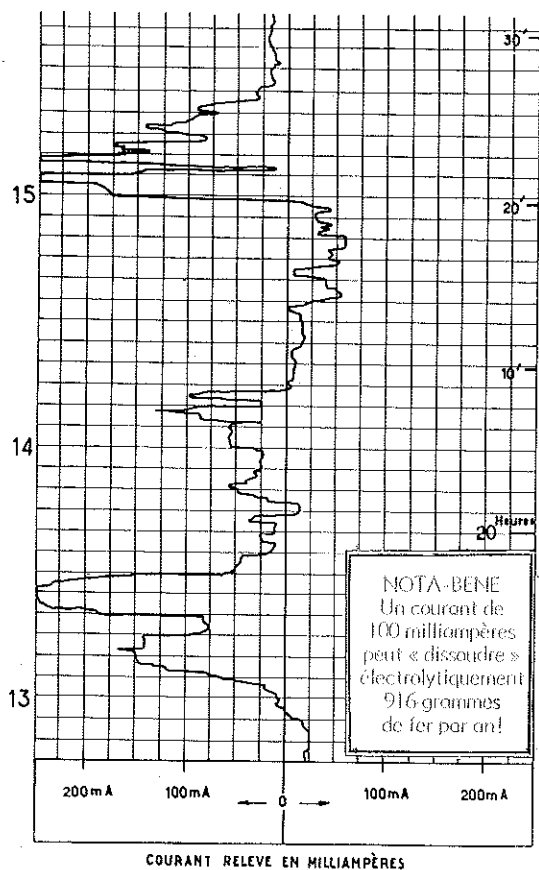 30'
15
20'
10'
14
20 Heures
NOTA-BENE
Un courant de
100 milliampères
peut « dissoudre »
électrolytiquement
916 grammes
de fer par an!
13
200mA 100mA 0 100mA 200mA
COURANT RELEVE EN MILLIAMPÈRES